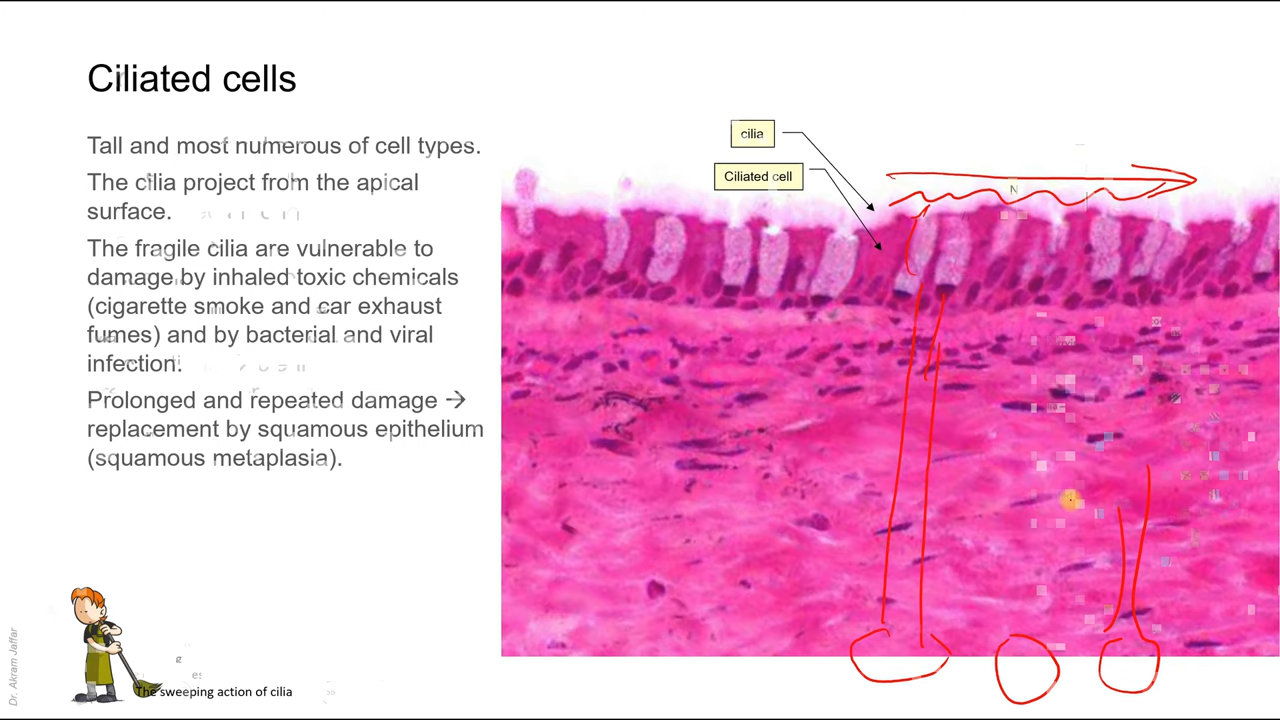 Ciliated cells
Tall and most numerous of cell types.
The cilia project from the apical
surface.
The fragile cilia are vulnerable to
damage by inhaled toxic chemicals
(cigarette smoke and car exhaust
fumes) and by bacterial and viral
infection.
Prolonged and repeated damage →
replacement by squamous epithelium
(squamous metaplasia).
cilia
Ciliated cell
N
The sweeping action of cilia
Dr. Akram Jaffar